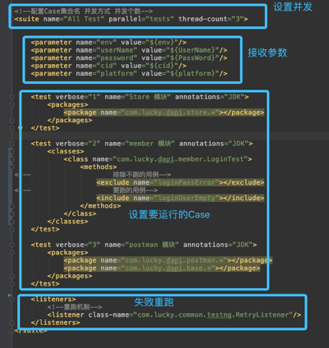 设置并发
<!--配置Case集合名 并发方式 并发个数-->
<suite name="All Test" parallel="tests" thread-count="3">
接收参数
<parameter name="env" value="${env}"/>
<parameter name="userName" value="${UserName}"/>
<parameter name="password" value="${PassWord}"/>
<parameter name="cid" value="${cid}"/>
<parameter name="platform" value="${platform}"/>
<test verbose="1" name="Store 模块" annotations="JDK">
<packages>
<package name="com.lucky.dapi.store.*"></package>
</packages>
</test>
<test verbose="2" name="member 模块" annotations="JDK">
<classes>
<class name="com.lucky.dapi.member.LoginTest">
<methods>
<!-- 排除不跑的用例-->
<exclude name="loginPassError"></exclude>
<!-- 要跑的用例-->
<include name="loginUserEmpty"></include>
</methods>
</class>
</classes>
设置要运行的Case
</test>
<test verbose="3" name="postman 模块" annotations="JDK">
<packages>
<package name="com.lucky.dapi.postman.*"></package>
<package name="com.lucky.dapi.base.*"></package>
</packages>
</test>
失败重跑
<listeners>
<!--重跑机制-->
<listener class-name="com.lucky.common.testng.RetryListener"/>
</listeners>
</suite>